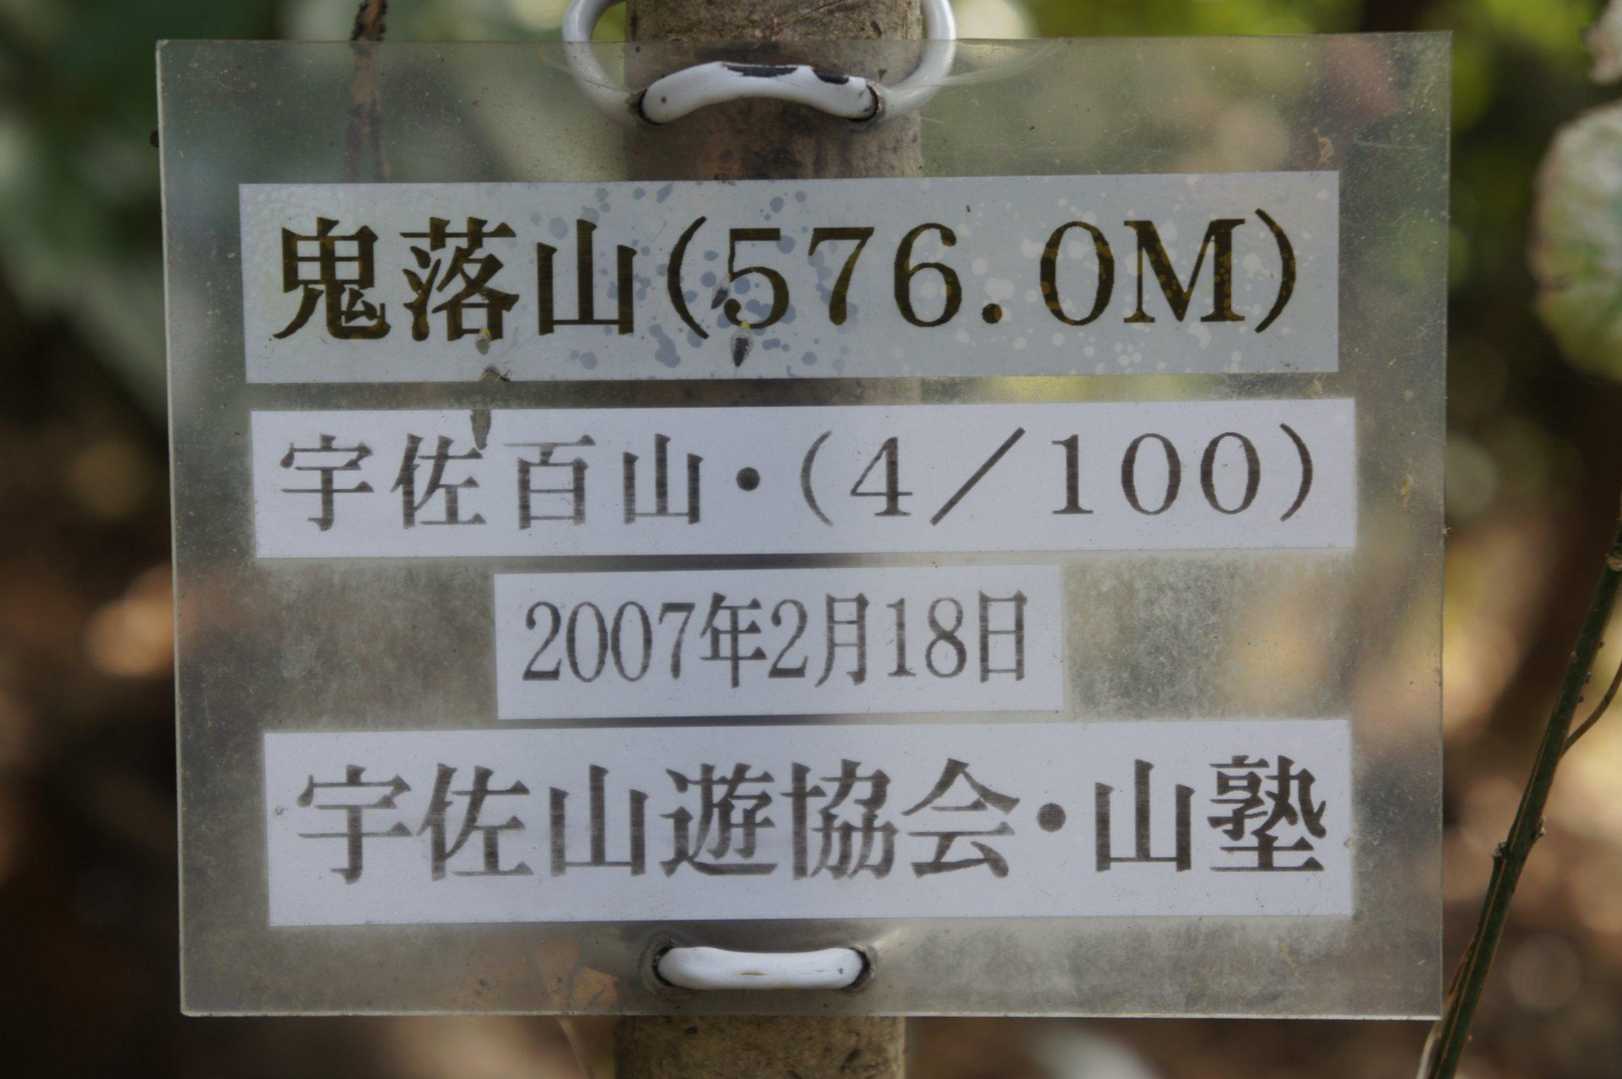 鬼落山(576.0M)
宇佐百山・(4／100)
2007年2月18日
宇佐山遊協会・山塾